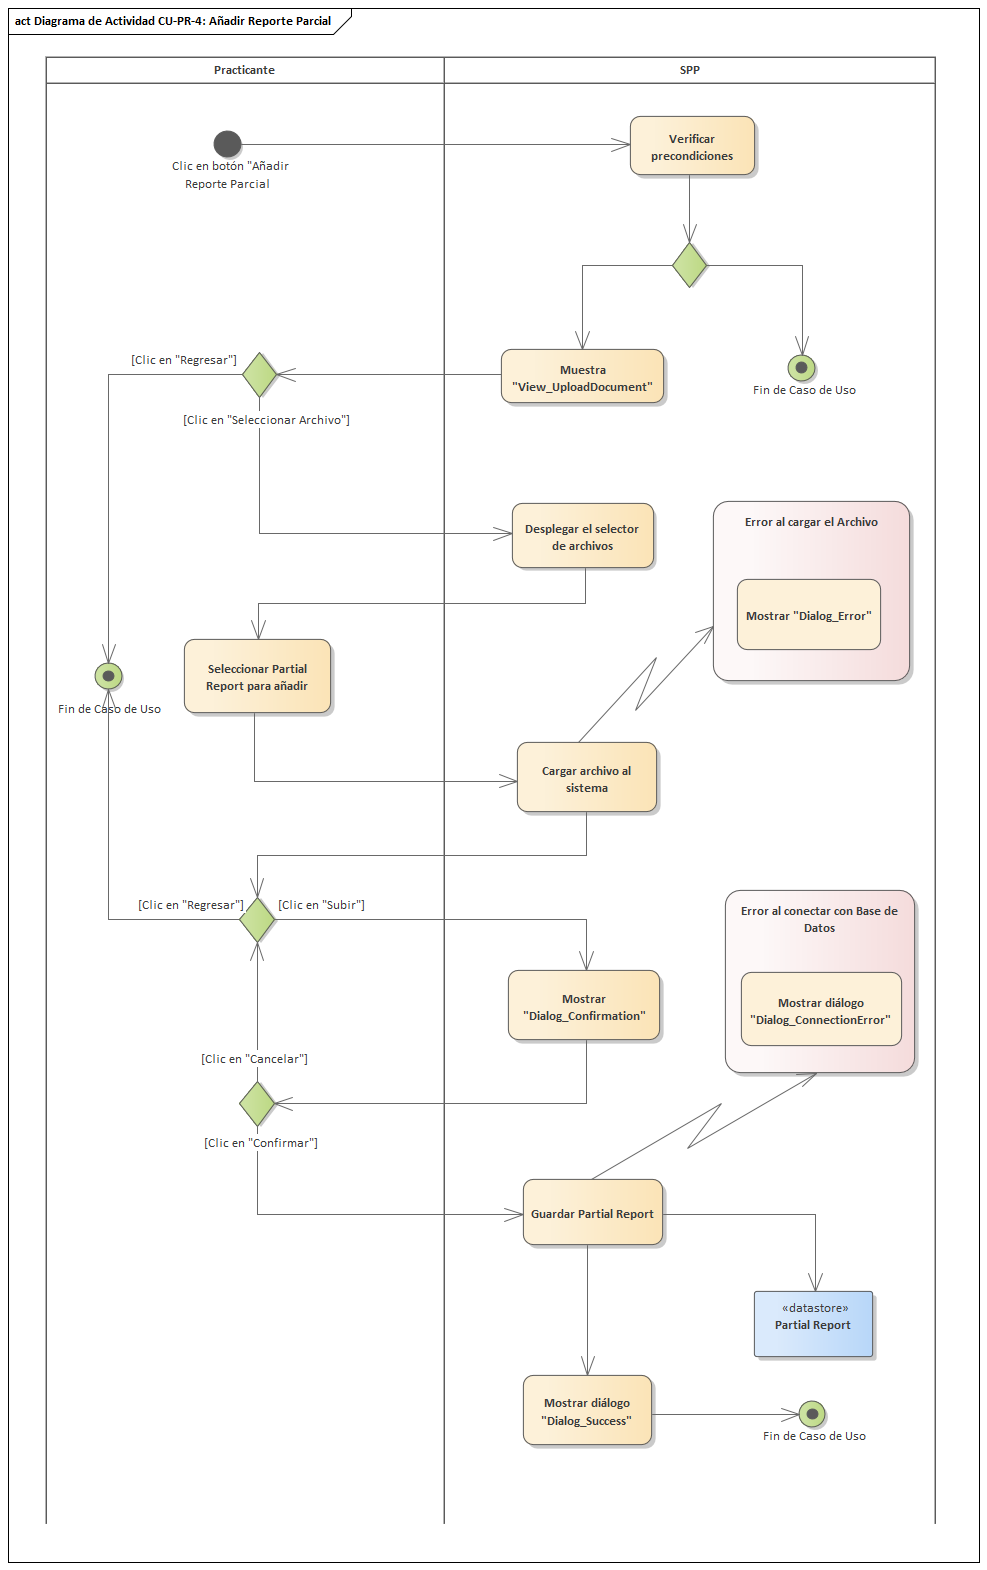 act Diagrama de Actividad CU-PR-4: Añadir Reporte Parcial
Practicante
SPP
Verificar
precondiciones
Clic en botón "Añadir
Reporte Parcial
[Clic en "Regresar"]
Muestra
"View_UploadDocument"
Fin de Caso de Uso
[Clic en "Seleccionar Archivo"]
Desplegar el selector
de archivos
Error al cargar el Archivo
Mostrar "Dialog_Error"
Seleccionar Partial
Report para añadir
Fin de Caso de Uso
Cargar archivo al
sistema
[Clic en "Regresar"]
[Clic en "Subir"]
Error al conectar con Base de
Datos
Mostrar diálogo
"Dialog_ConnectionError"
Mostrar
"Dialog_Confirmation"
[Clic en "Cancelar"]
[Clic en "Confirmar"]
Guardar Partial Report
«datastore»
Partial Report
Mostrar diálogo
"Dialog_Success"
Fin de Caso de Uso